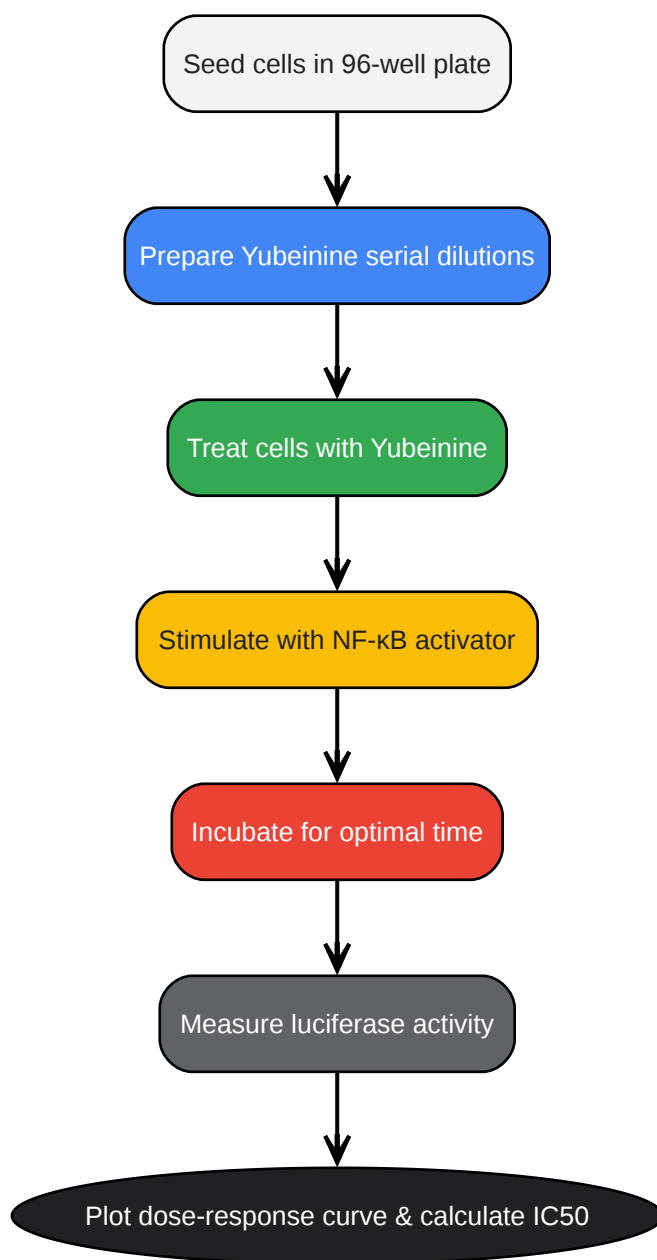 Seed cells in 96-well plate
Prepare Yubeinine serial dilutions
Treat cells with Yubeinine
Stimulate with NF-κB activator
Incubate for optimal time
Measure luciferase activity
Plot dose-response curve & calculate IC50